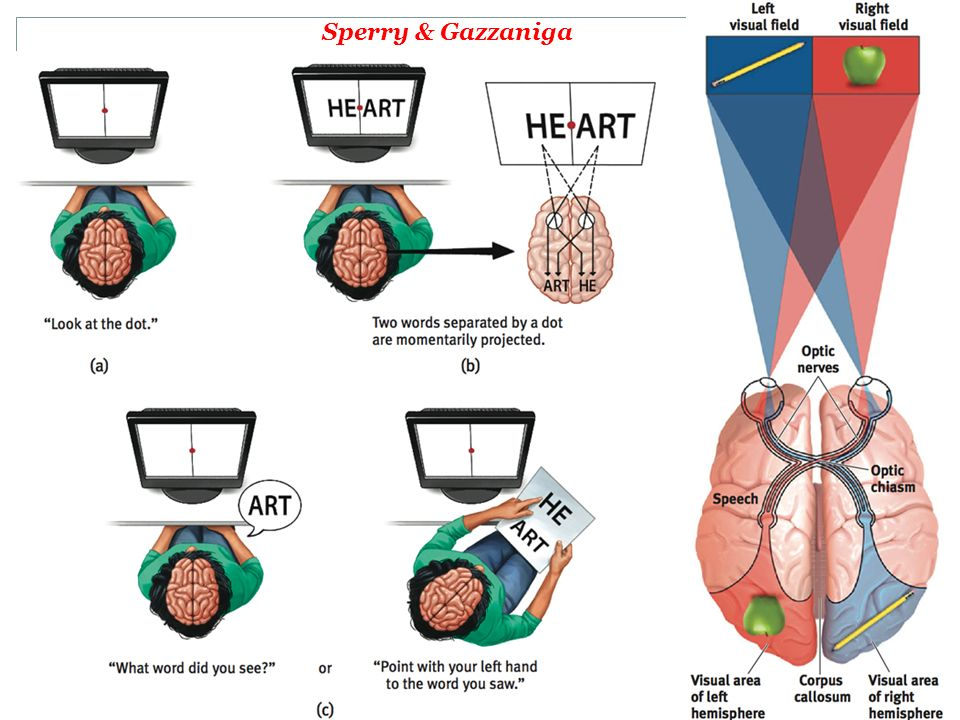 Sperry & Gazzaniga
HE ART
HE ART
ART HE
“Look at the dot.”
(a)
Two words separated by a dot
are momentarily projected.
(b)
ART
HE
ART
“What word did you see?”
or
“Point with your left hand
to the word you saw.”
(c)
Left
visual field
Right
visual field
Optic
nerves
Optic
chiasm
Speech
Visual area
of left
hemisphere
Corpus
callosum
Visual area
of right
hemisphere